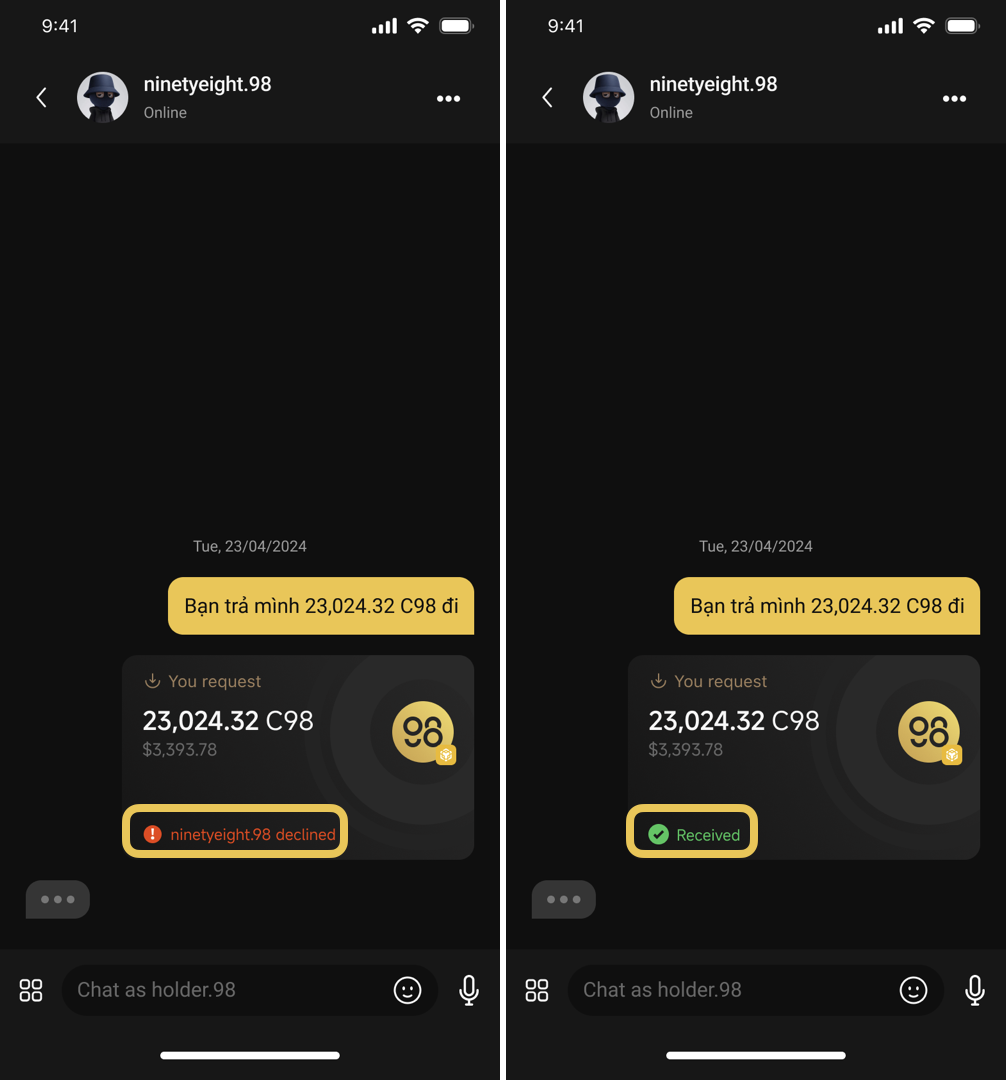 9:41
ninetyeight.98
Online
Tue, 23/04/2024
Bạn trả mình 23,024.32 C98 đi
You request
23,024.32 C98
$3,393.78
98
ninetyeight.98 declined
Chat as holder.98
9:41
ninetyeight.98
Online
Tue, 23/04/2024
Bạn trả mình 23,024.32 C98 đi
You request
23,024.32 C98
$3,393.78
98
Received
Chat as holder.98